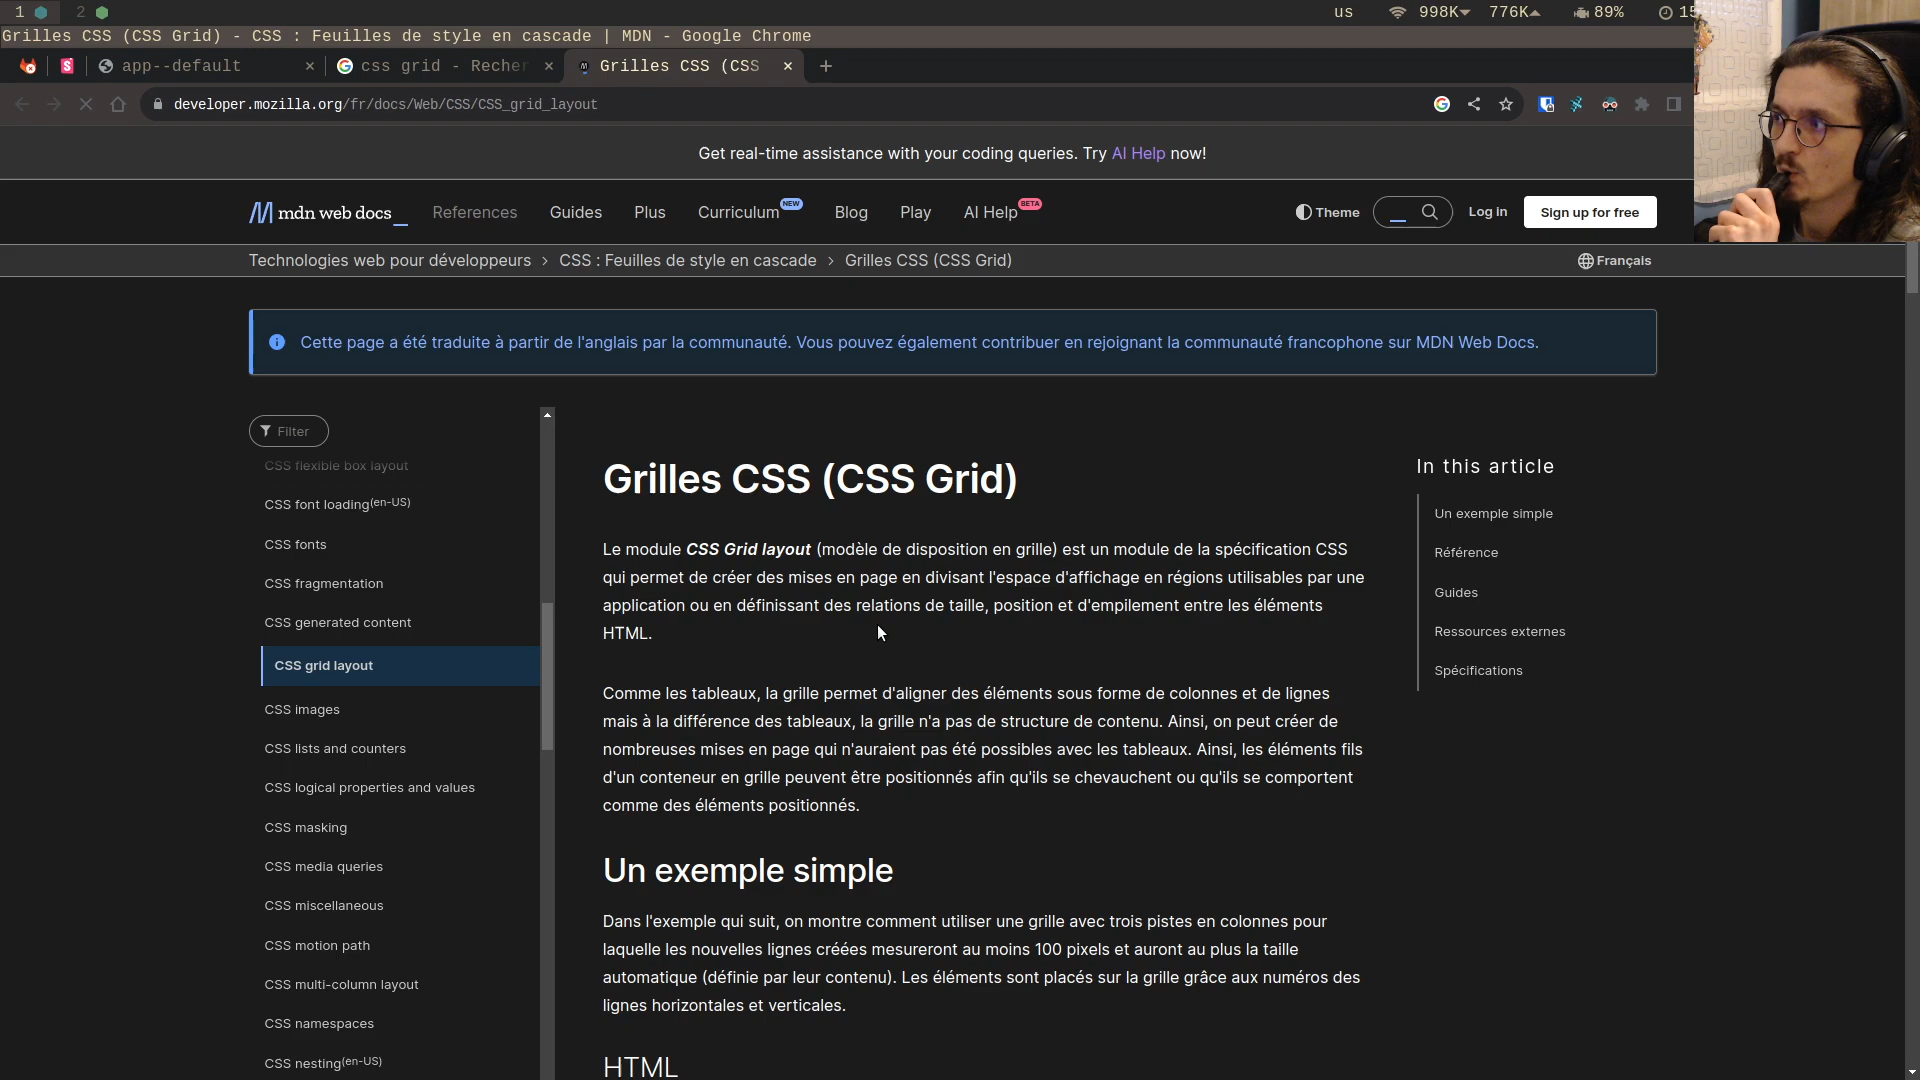 1 2 us 998K 776K 89% 15
Grilles CSS (CSS Grid) - CSS : Feuilles de style en cascade | MDN - Google Chrome
app--default css grid - Recher Grilles CSS (CSS
developer.mozilla.org/fr/docs/Web/CSS/CSS_grid_layout
Get real-time assistance with your coding queries. Try AI Help now!
mdn web docs_ References Guides Plus Curriculum NEW Blog Play AI Help BETA Theme Log in Sign up for free
Technologies web pour développeurs > CSS : Feuilles de style en cascade > Grilles CSS (CSS Grid) Français
Cette page a été traduite à partir de l'anglais par la communauté. Vous pouvez également contribuer en rejoignant la communauté francophone sur MDN Web Docs.
Filter
CSS flexible box layout
CSS font loading(en-US)
CSS fonts
CSS fragmentation
CSS generated content
CSS grid layout
CSS images
CSS lists and counters
CSS logical properties and values
CSS masking
CSS media queries
CSS miscellaneous
CSS motion path
CSS multi-column layout
CSS namespaces
CSS nesting(en-US)
Grilles CSS (CSS Grid)
Le module CSS Grid layout (modèle de disposition en grille) est un module de la spécification CSS
qui permet de créer des mises en page en divisant l'espace d'affichage en régions utilisables par une
application ou en définissant des relations de taille, position et d'empilement entre les éléments
HTML.
Comme les tableaux, la grille permet d'aligner des éléments sous forme de colonnes et de lignes
mais à la différence des tableaux, la grille n'a pas de structure de contenu. Ainsi, on peut créer de
nombreuses mises en page qui n'auraient pas été possibles avec les tableaux. Ainsi, les éléments fils
d'un conteneur en grille peuvent être positionnés afin qu'ils se chevauchent ou qu'ils se comportent
comme des éléments positionnés.
Un exemple simple
Dans l'exemple qui suit, on montre comment utiliser une grille avec trois pistes en colonnes pour
laquelle les nouvelles lignes créées mesureront au moins 100 pixels et auront au plus la taille
automatique (définie par leur contenu). Les éléments sont placés sur la grille grâce aux numéros des
lignes horizontales et verticales.
HTML
In this article
Un exemple simple
Référence
Guides
Ressources externes
Spécifications